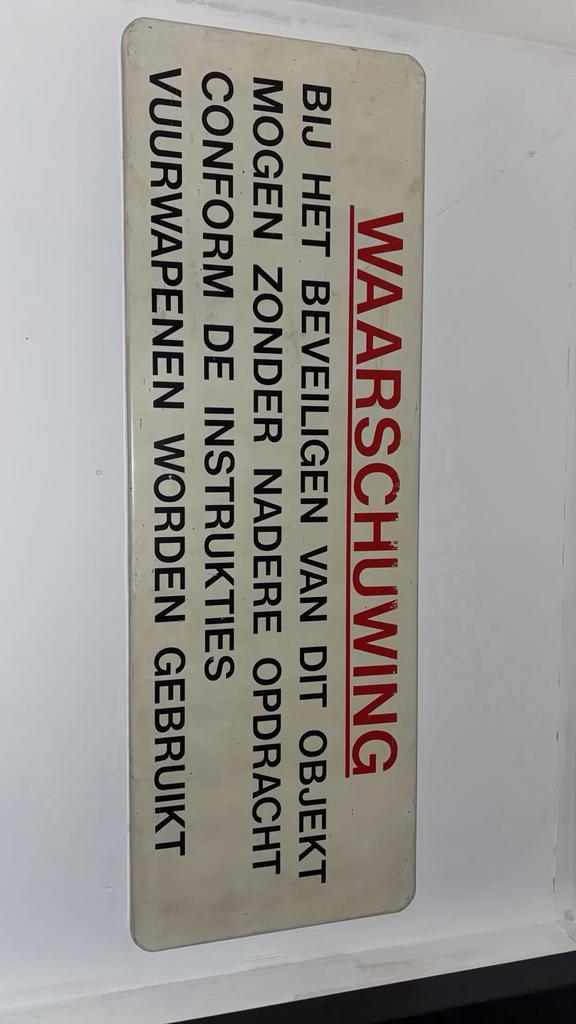 WAARSCHUWING
BIJ HET BEVEILIGEN VAN DIT OBJEKT
MOGEN ZONDER NADERE OPDRACHT
CONFORM DE INSTRUKTIES
VUURWAPENEN WORDEN GEBRUIKT